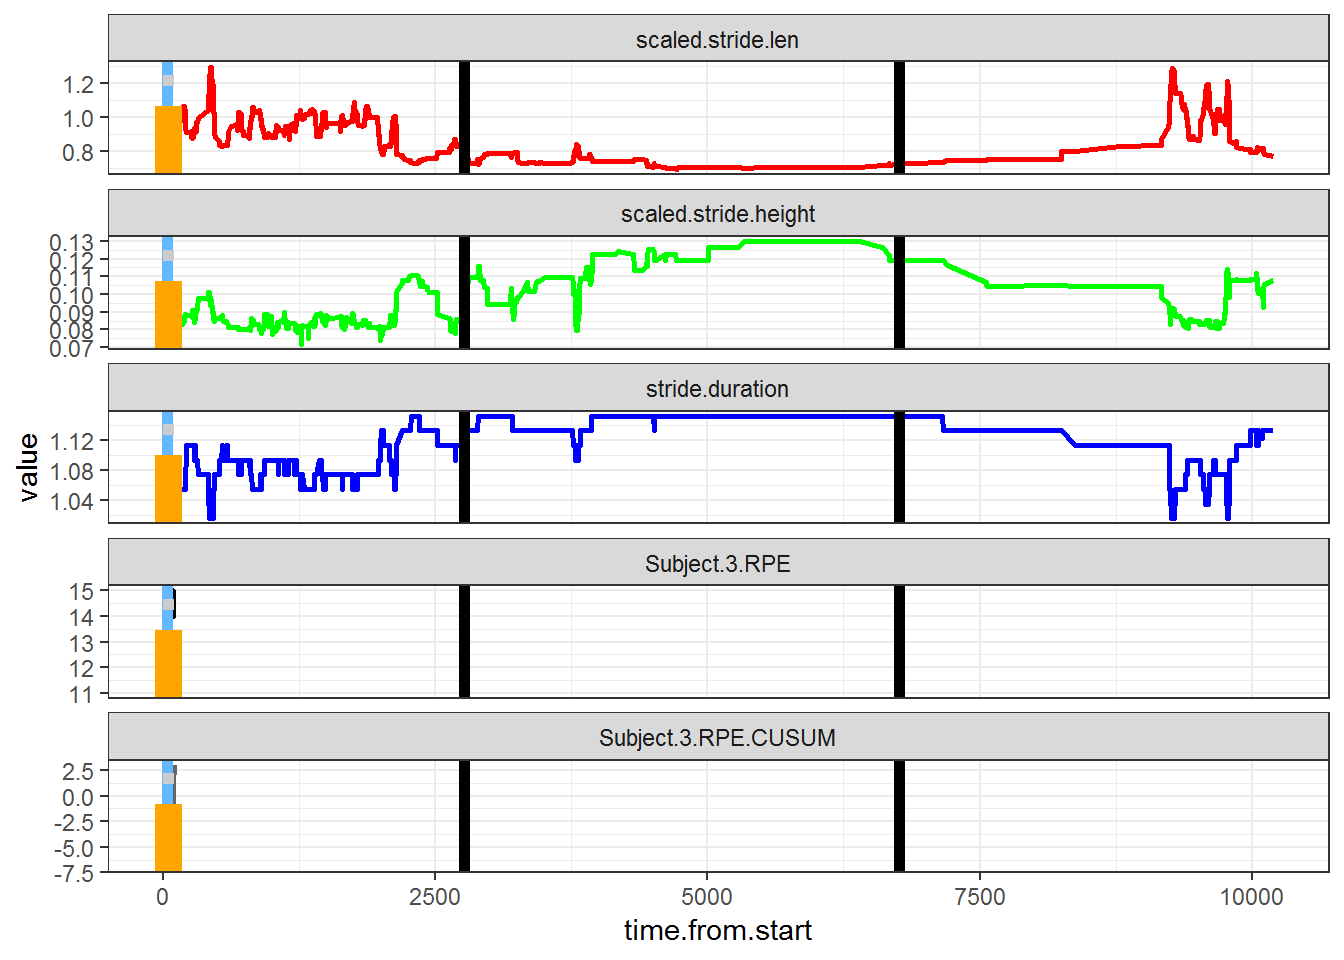 scaled.stride.len
1.2
1.0
0.8
scaled.stride.height
0.13
0.12
0.11
0.10
0.09
0.08
0.07
stride.duration
1.12
1.08
1.04
value
Subject.3.RPE
15
14
13
12
11
Subject.3.RPE.CUSUM
2.5
0.0
-2.5
-5.0
-7.5
0 2500 5000 7500 10000
time.from.start